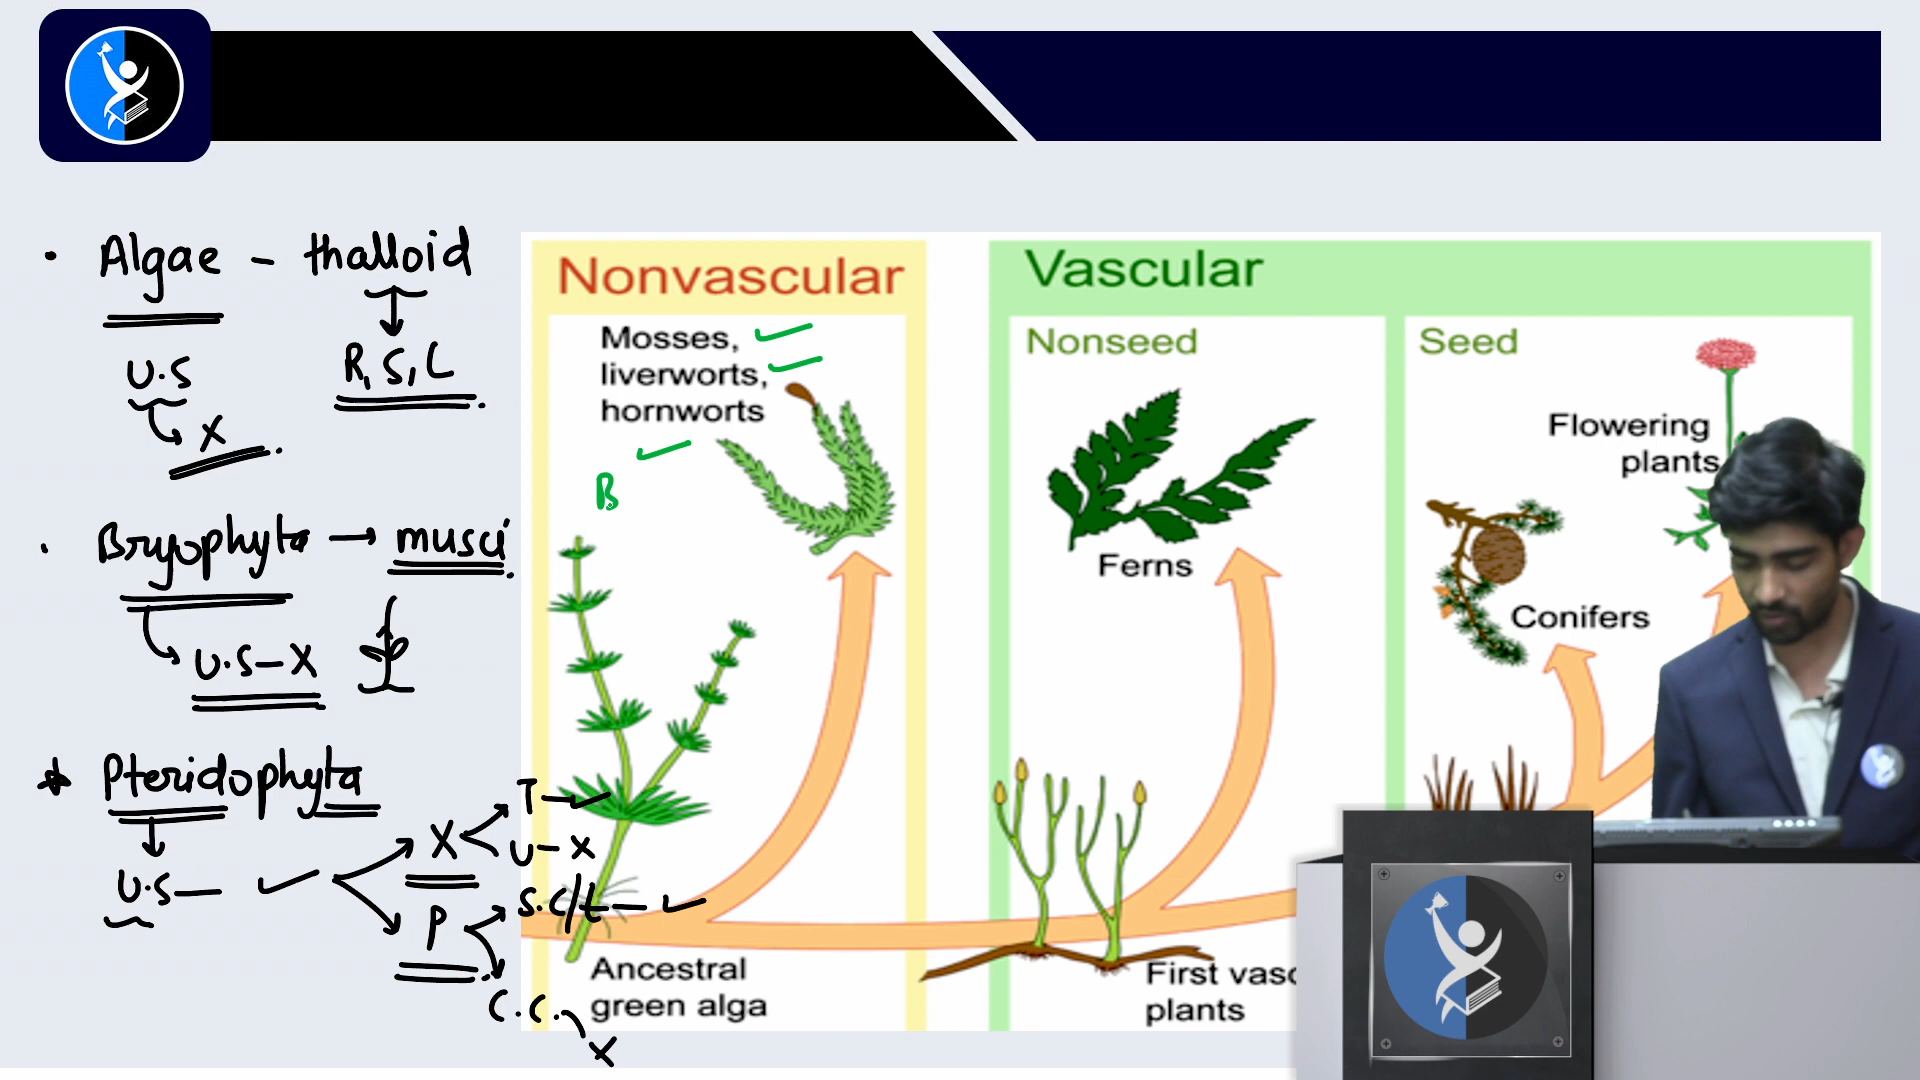 · Algae – thalloid
U.S
R, S, L
X
· Bryophyta → musci
U.S – X
* Pteridophyta
U.S – ✓
X
T – ✓
U – X
P
S.C/t – ✓
C.C.
X
Nonvascular
Mosses, ✓
liverworts, ✓
hornworts
✓
B
Ancestral
green alga
Vascular
Nonseed
Ferns
First vasc
plants
Seed
Flowering
plants
Conifers